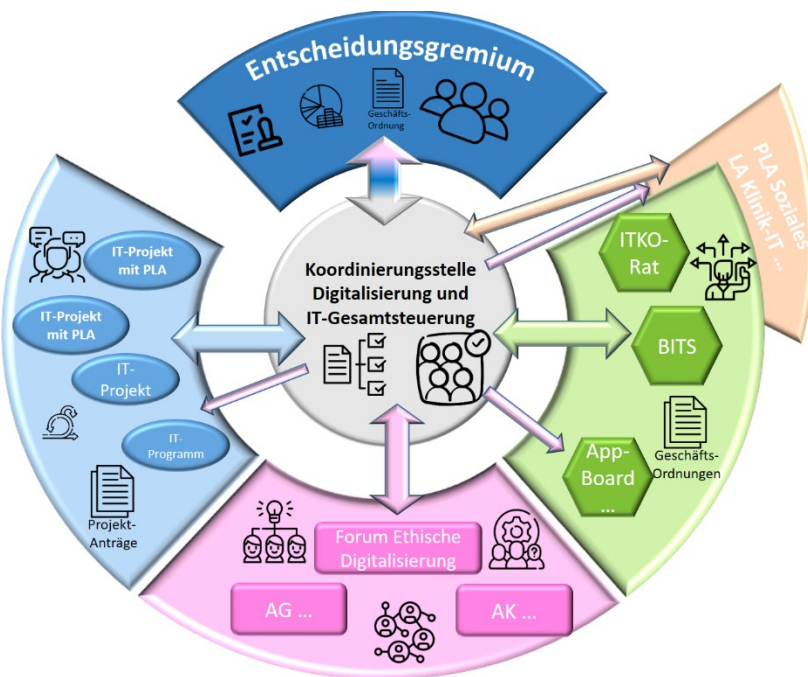 Entscheidungsgremium
Geschäfts-
Ordnung
PLA Soziales
LA Klinik-IT ...
IT-Projekt
mit PLA
IT-Projekt
mit PLA
IT-
Projekt
IT-
Programm
Projekt-
Anträge
Koordinierungsstelle
Digitalisierung und
IT-Gesamtsteuerung
ITKO-
Rat
BITS
App-
Board
...
Geschäfts-
Ordnungen
Forum Ethische
Digitalisierung
AG ...
AK ...